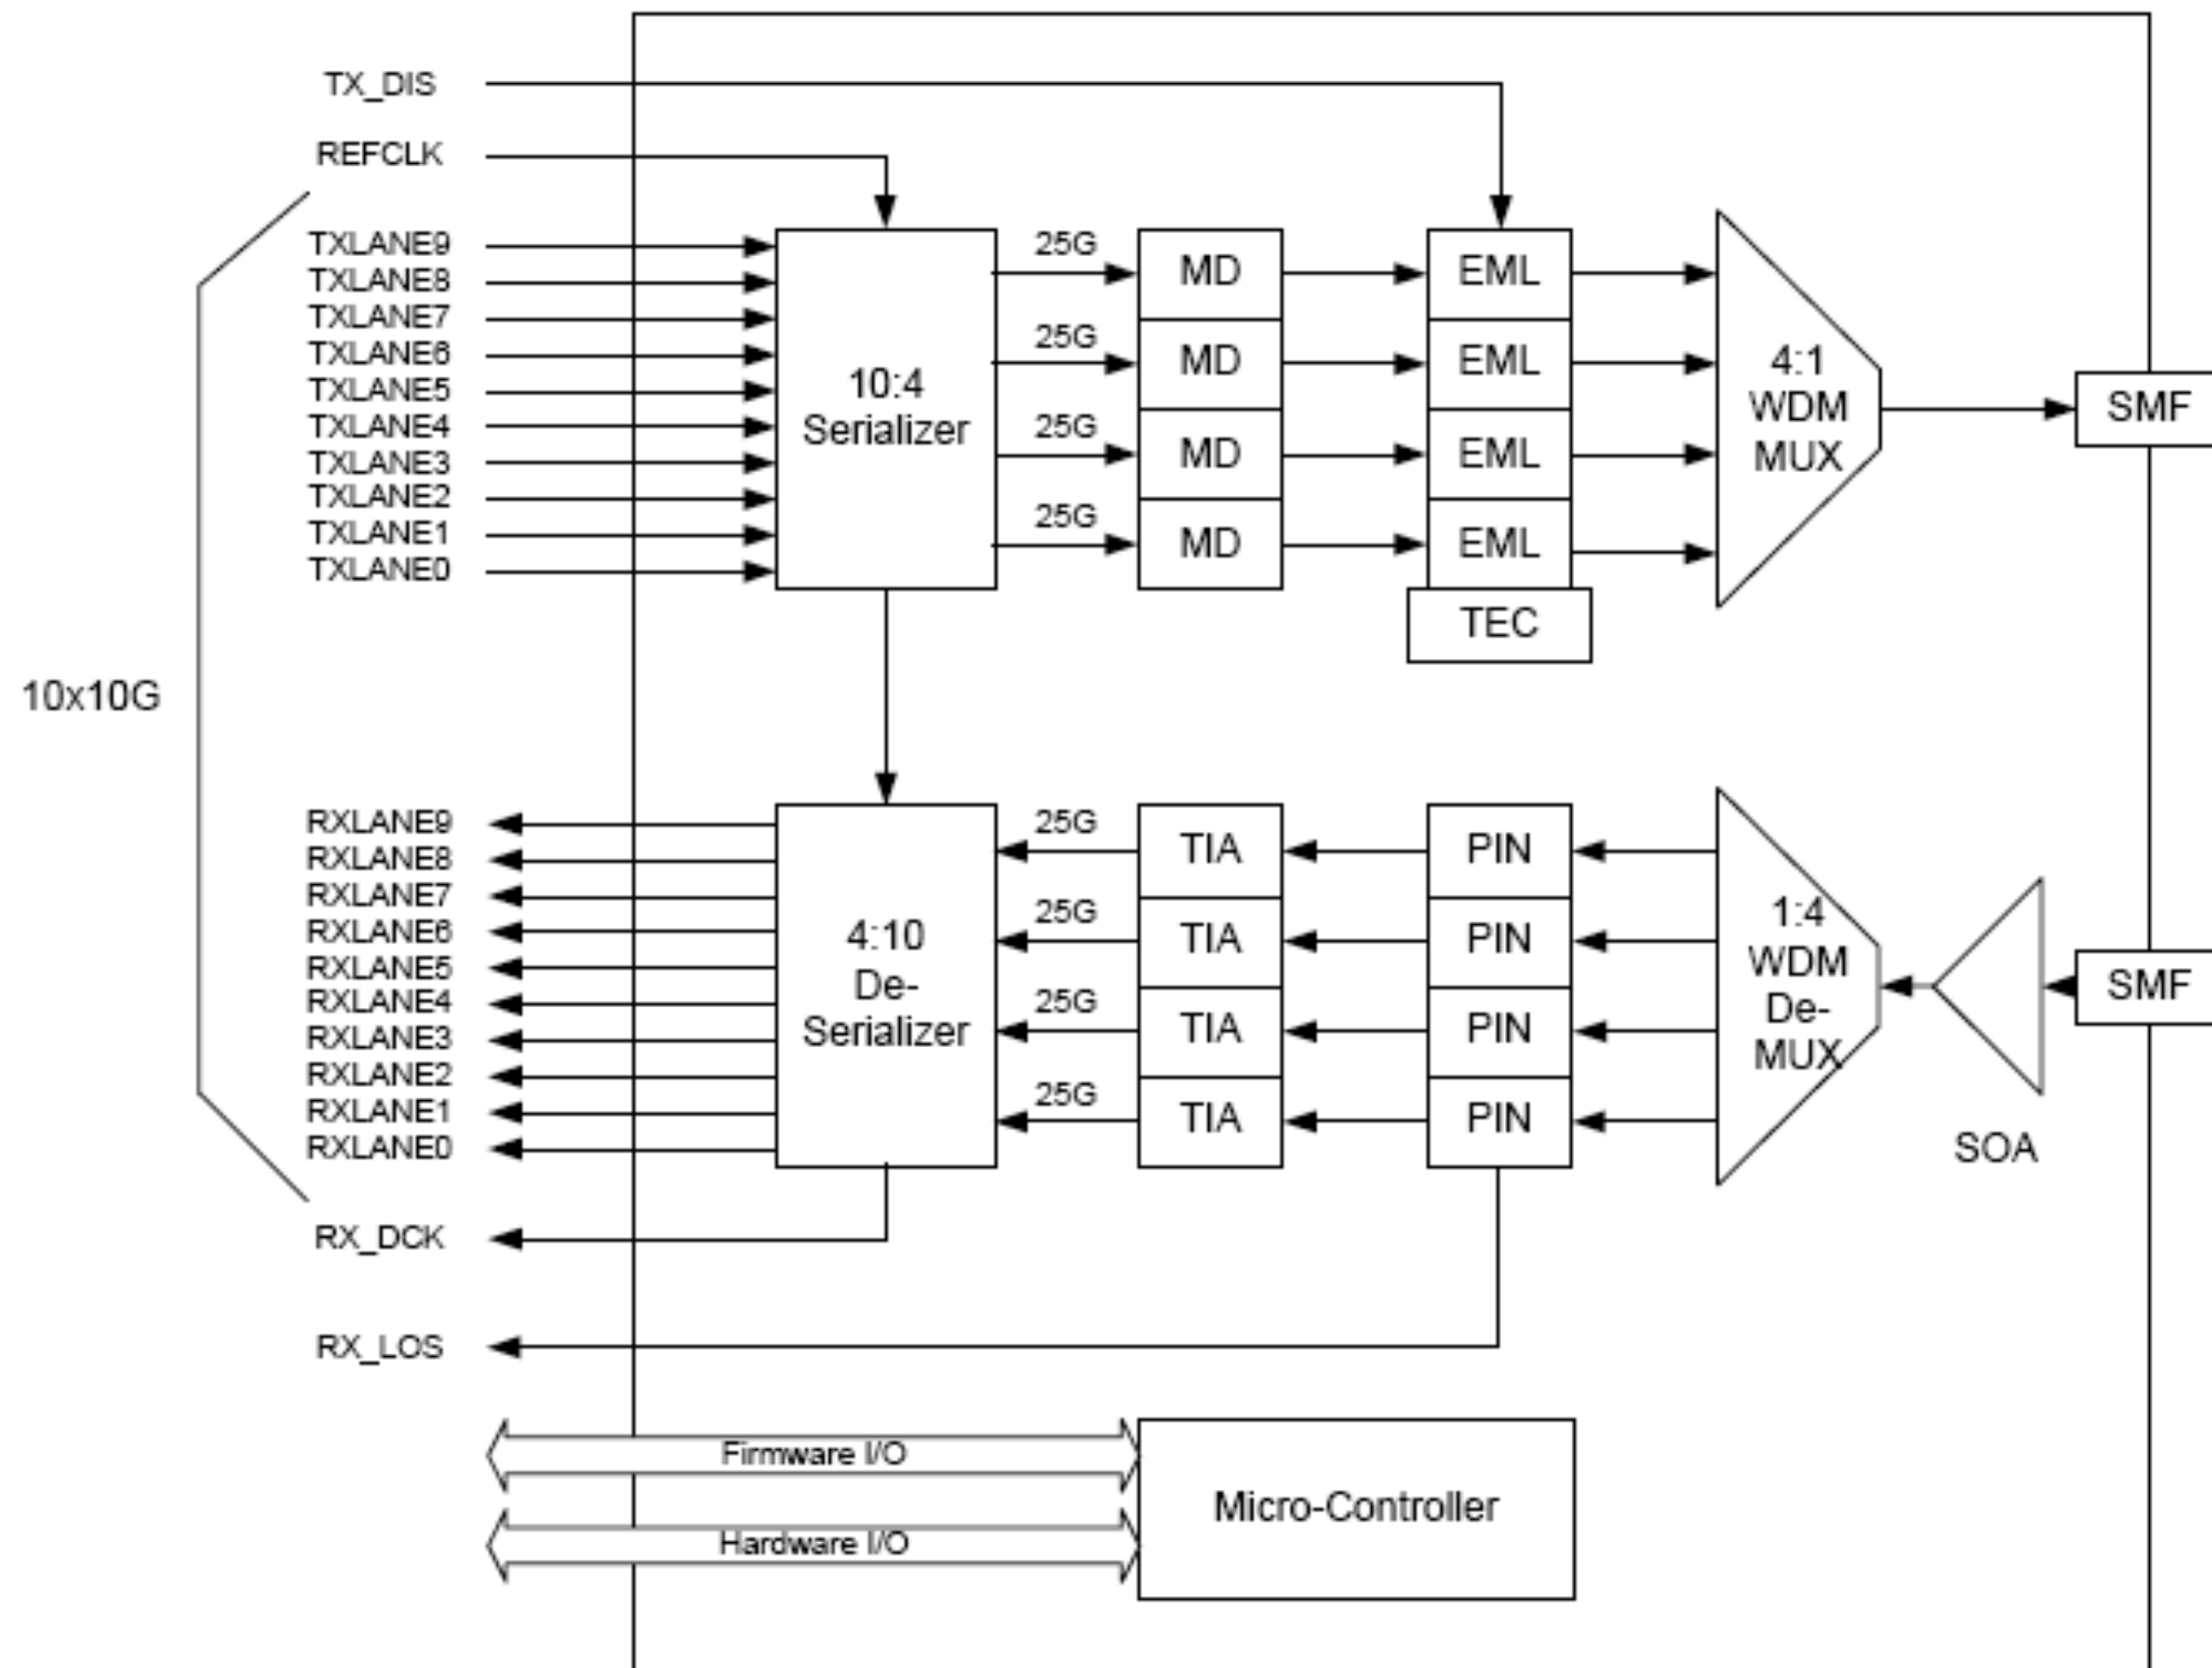 TX_DIS
REFCLK
TXLANE9
TXLANE8
TXLANE7
TXLANE6
TXLANE5
TXLANE4
TXLANE3
TXLANE2
TXLANE1
TXLANE0
10:4
Serializer
25G
25G
25G
25G
MD
MD
MD
MD
EML
EML
EML
EML
TEC
4:1
WDM
MUX
SMF
10x10G
RXLANE9
RXLANE8
RXLANE7
RXLANE6
RXLANE5
RXLANE4
RXLANE3
RXLANE2
RXLANE1
RXLANE0
4:10
De-
Serializer
25G
25G
25G
25G
TIA
TIA
TIA
TIA
PIN
PIN
PIN
PIN
1:4
WDM
De-
MUX
SOA
SMF
RX_DCK
RX_LOS
Firmware I/O
Hardware I/O
Micro-Controller